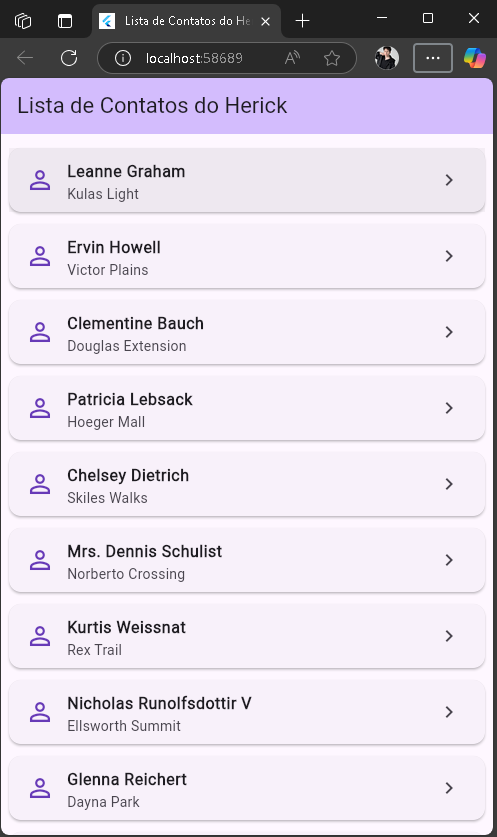 Lista de Contatos do He
localhost:58689
Lista de Contatos do Herick
Leanne Graham
Kulas Light
Ervin Howell
Victor Plains
Clementine Bauch
Douglas Extension
Patricia Lebsack
Hoeger Mall
Chelsey Dietrich
Skiles Walks
Mrs. Dennis Schulist
Norberto Crossing
Kurtis Weissnat
Rex Trail
Nicholas Runolfsdottir V
Ellsworth Summit
Glenna Reichert
Dayna Park